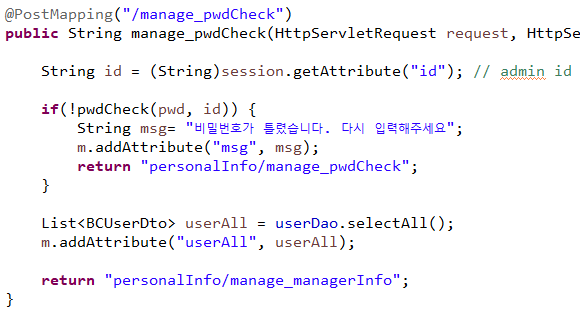 @PostMapping("/manage_pwdCheck")
public String manage_pwdCheck(HttpServletRequest request, HttpSe
String id = (String)session.getAttribute("id"); // admin id
if(!pwdCheck(pwd, id)) {
String msg= "비밀번호가 틀렸습니다. 다시 입력해주세요";
m.addAttribute("msg", msg);
return "personalInfo/manage_pwdCheck";
}
List<BCUserDto> userAll = userDao.selectAll();
m.addAttribute("userAll", userAll);
return "personalInfo/manage_managerInfo";
}